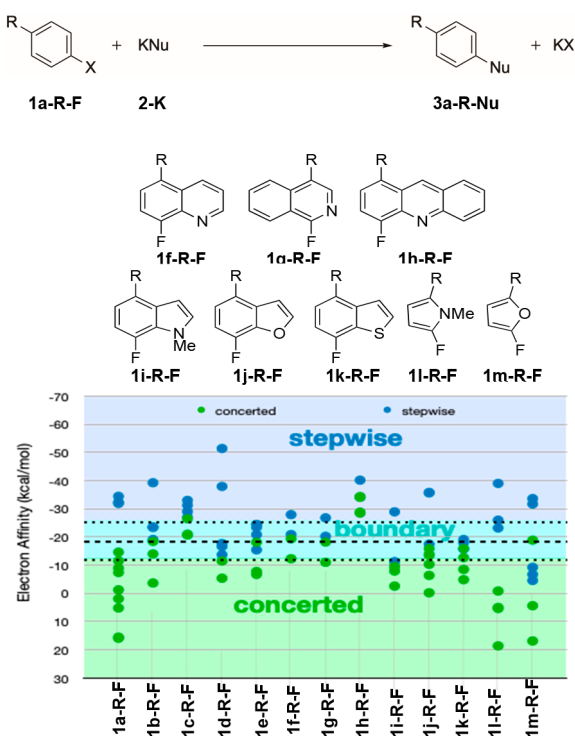 R
R
+ KNu
+ KX
X
Nu
1a-R-F
2-K
3a-R-Nu
R
R
R
N
N
N
F
F
F
1f-R-F
1g-R-F
1h-R-F
R
R
R
R
R
N
Me
O
S
NMe
O
F
F
F
F
F
1i-R-F
1j-R-F
1k-R-F
1l-R-F
1m-R-F
Electron Affinity (kcal/mol)
-70
-60
-50
-40
-30
-20
-10
0
10
20
30
concerted
stepwise
stepwise
boundary
concerted
1a-R-F
1b-R-F
1c-R-F
1d-R-F
1e-R-F
1f-R-F
1g-R-F
1h-R-F
1i-R-F
1j-R-F
1k-R-F
1l-R-F
1m-R-F